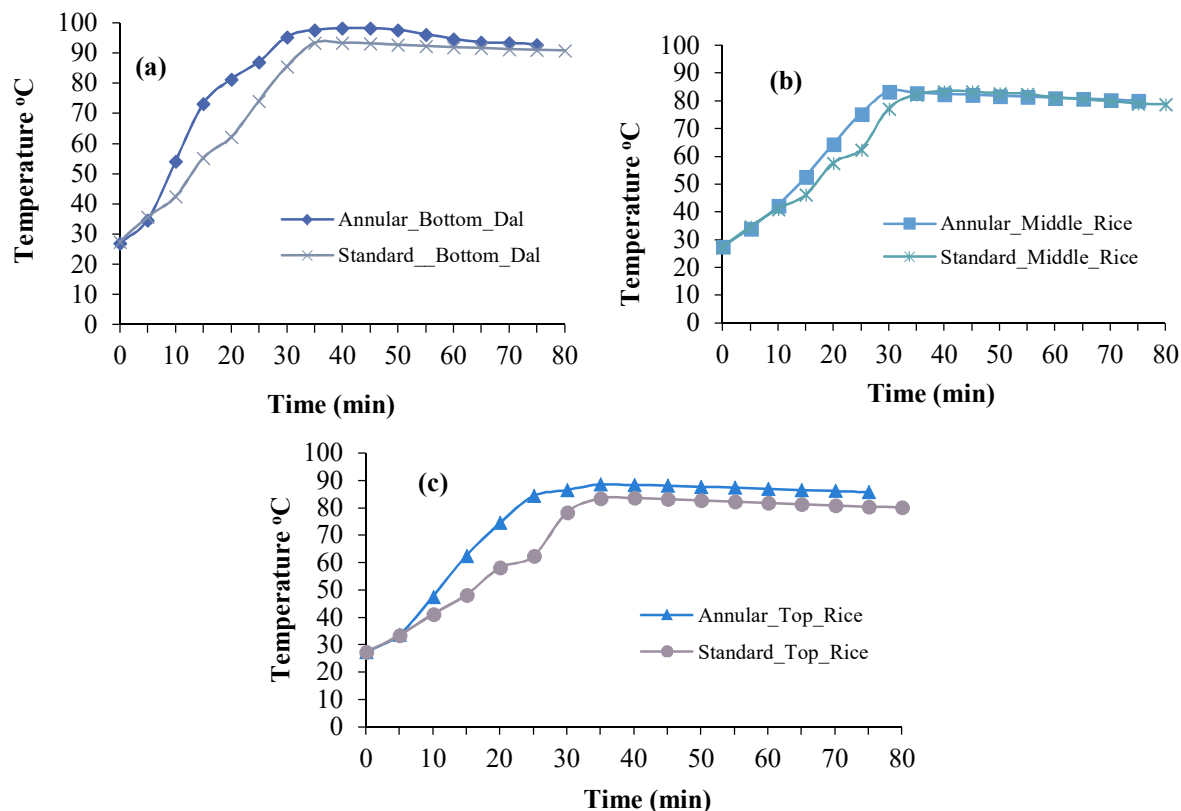 (a)
Temperature ºC
100
90
80
70
60
50
40
30
20
10
0
Annular_Bottom_Dal
Standard__Bottom_Dal
0 10 20 30 40 50 60 70 80
Time (min)
(b)
Temperature ºC
100
90
80
70
60
50
40
30
20
10
0
Annular_Middle_Rice
Standard_Middle_Rice
0 10 20 30 40 50 60 70 80
Time (min)
(c)
Temperature ºC
100
90
80
70
60
50
40
30
20
10
0
Annular_Top_Rice
Standard_Top_Rice
0 10 20 30 40 50 60 70 80
Time (min)